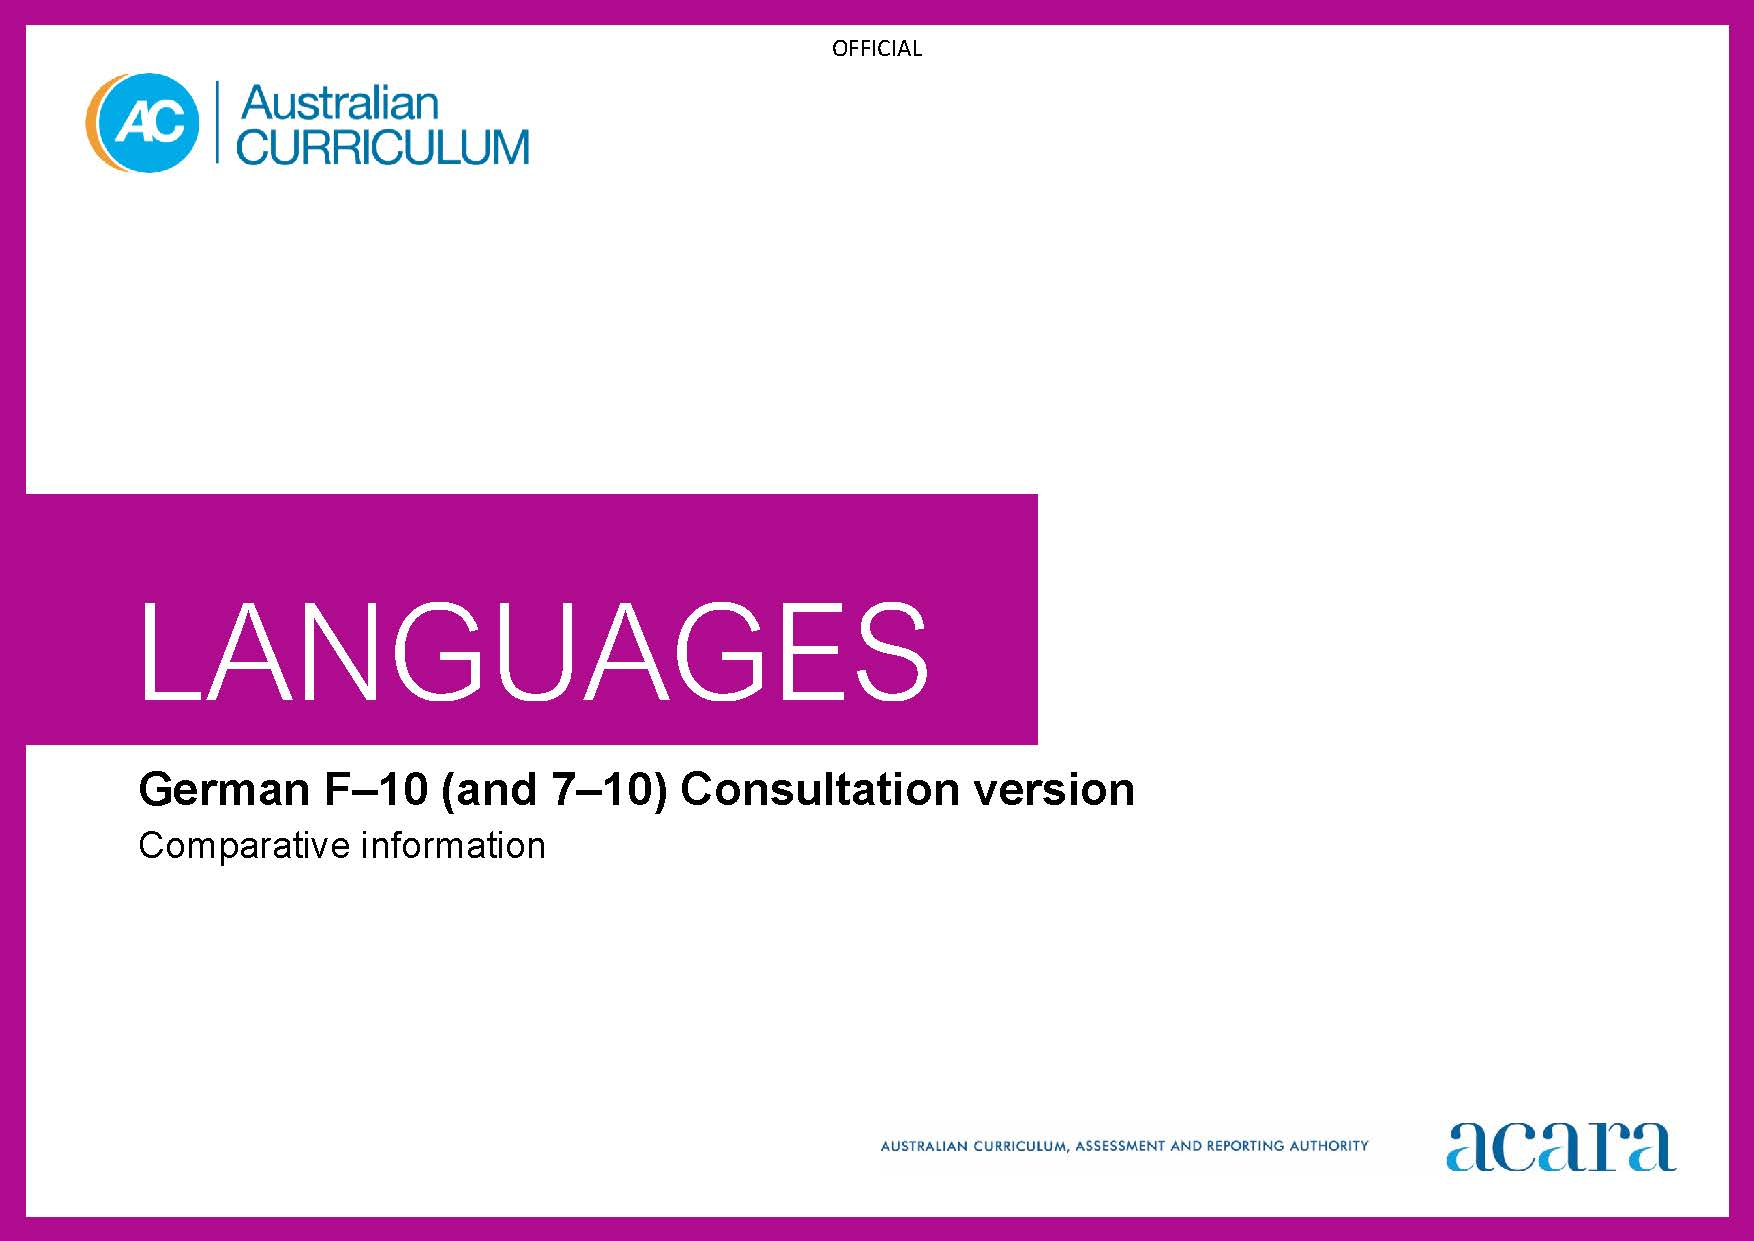 OFFICIAL
AC
Australian
CURRICULUM
LANGUAGES
German F–10 (and 7–10) Consultation version
Comparative information
AUSTRALIAN CURRICULUM, ASSESSMENT AND REPORTING AUTHORITY
acara